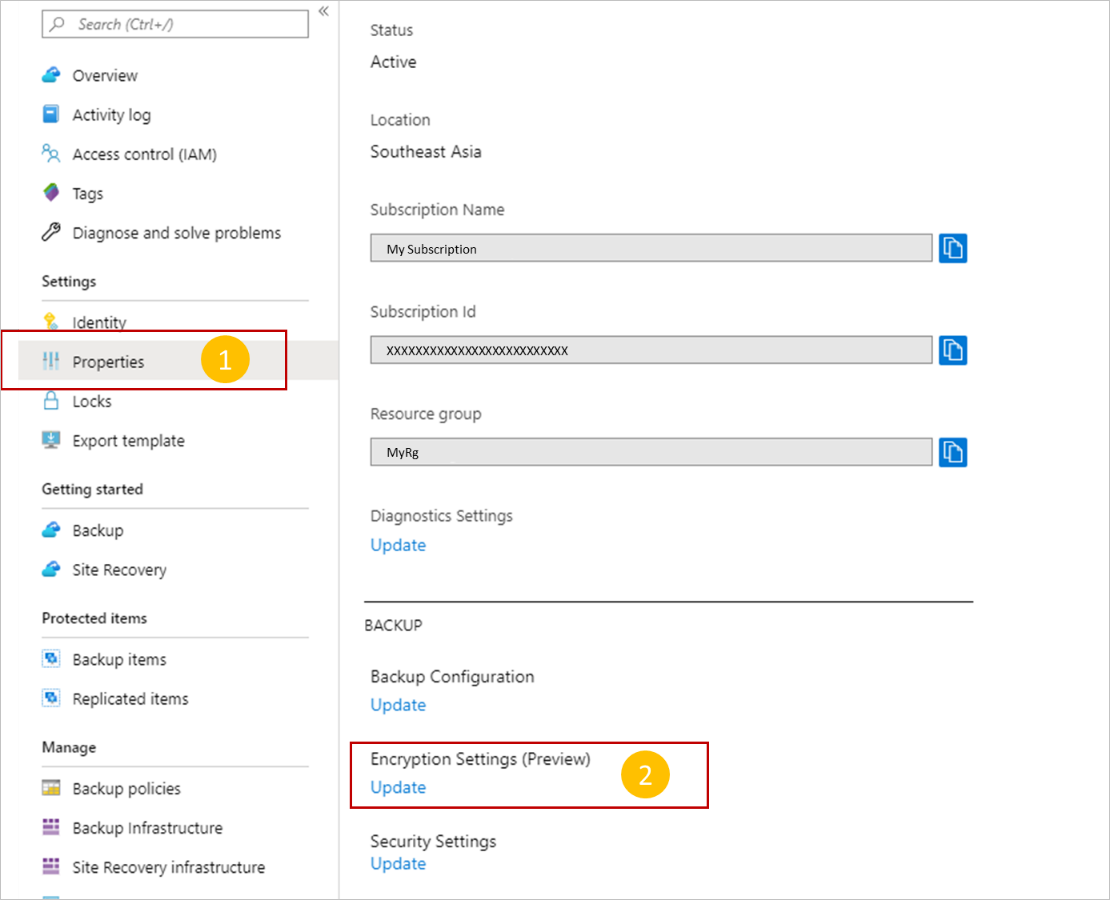 Search (Ctrl+/)
«
Overview
Activity log
Access control (IAM)
Tags
Diagnose and solve problems
Settings
Identity
Properties
1
Locks
Export template
Getting started
Backup
Site Recovery
Protected items
Backup items
Replicated items
Manage
Backup policies
Backup Infrastructure
Site Recovery infrastructure
Status
Active
Location
Southeast Asia
Subscription Name
My Subscription
Subscription Id
XXXXXXXXXXXXXXXXXXXXXXXXXX
Resource group
MyRg
Diagnostics Settings
Update
BACKUP
Backup Configuration
Update
Encryption Settings (Preview)
2
Update
Security Settings
Update